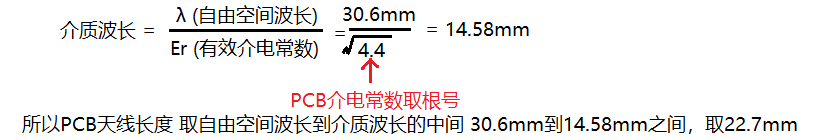 介质波长 = λ (自由空间波长) / Er (有效介电常数) = 30.6mm / √4.4 = 14.58mm
PCB介电常数取根号
所以PCB天线长度 取自由空间波长到介质波长的中间 30.6mm到14.58mm之间，取22.7mm